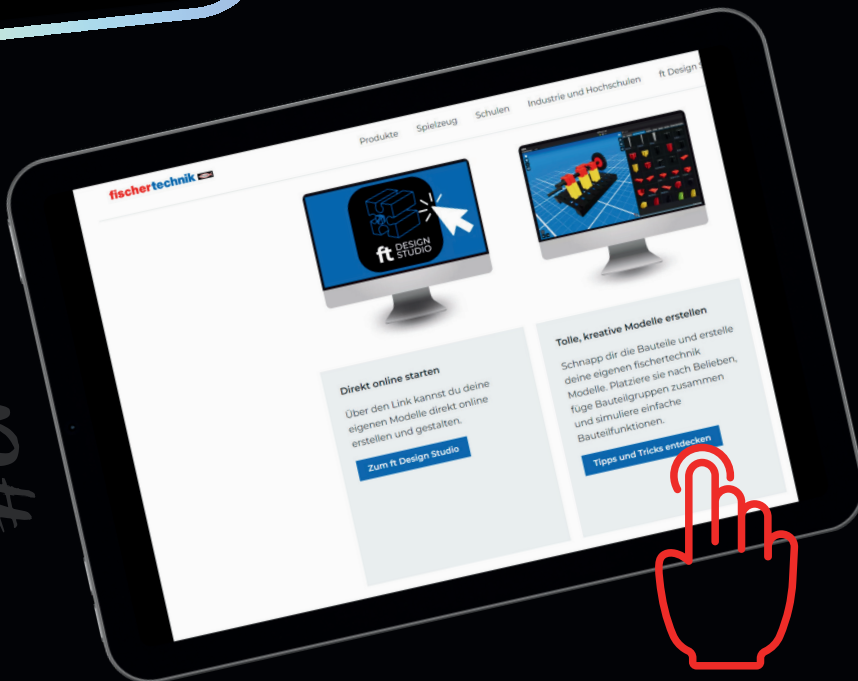 fischertechnik
Produkte Spielzeug Schulen Industrie und Hochschulen ft Design
ft DESIGN STUDIO
Direkt online starten
Über den Link kannst du deine
eigenen Modelle direkt online
erstellen und gestalten.
Zum ft Design Studio
Tolle, kreative Modelle erstellen
Schnapp dir die Bauteile und erstelle
deine eigenen fischertechnik
Modelle. Platziere sie nach Belieben,
füge Bauteilgruppen zusammen
und simuliere einfache
Bauteilfunktionen.
Tipps und Tricks entdecken